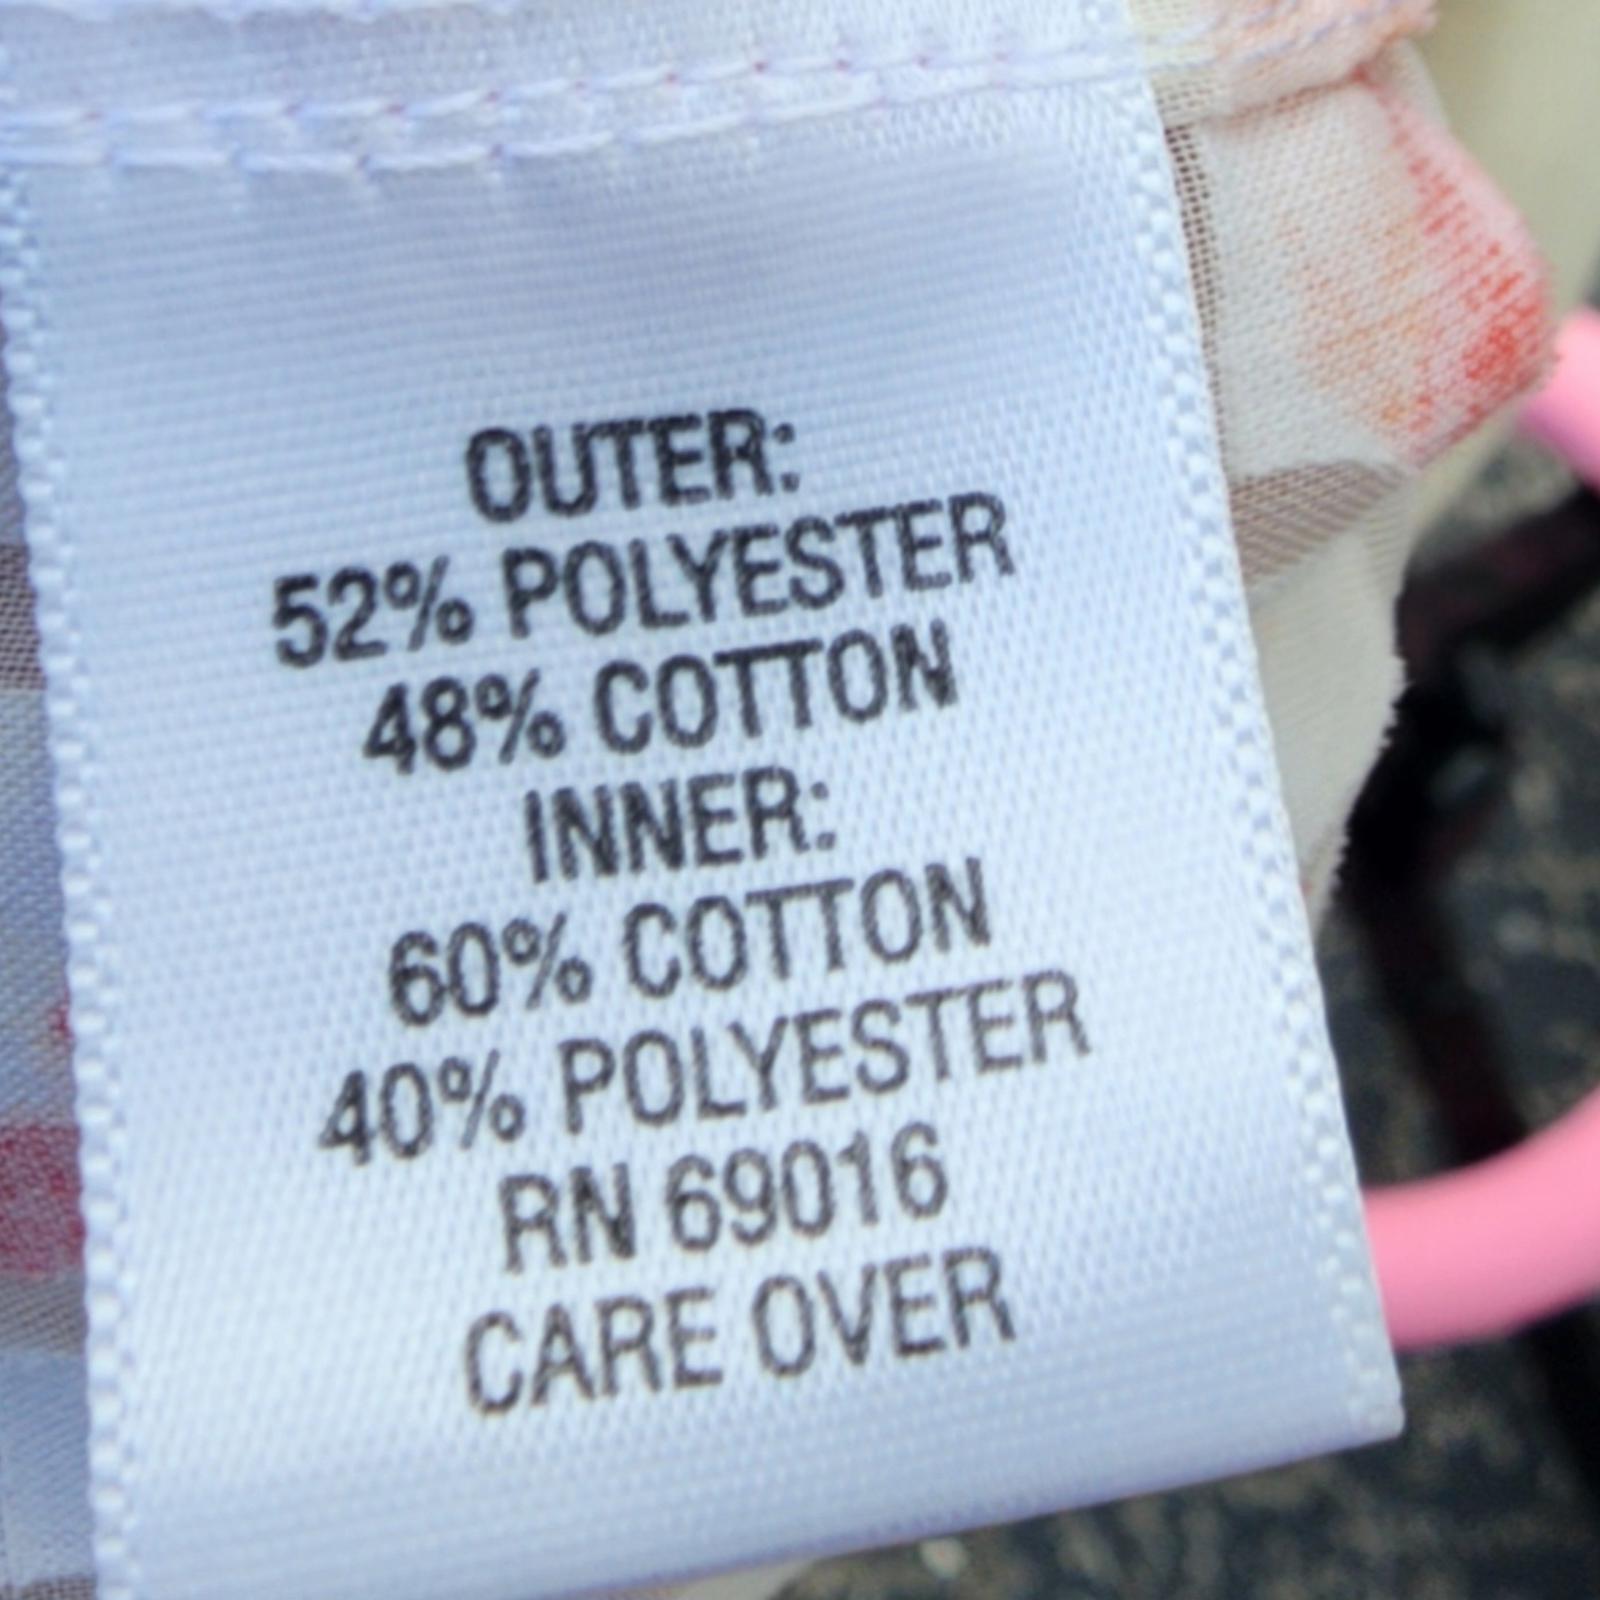 OUTER:
52% POLYESTER
48% COTTON
INNER:
60% COTTON
40% POLYESTER
RN 69016
CARE OVER